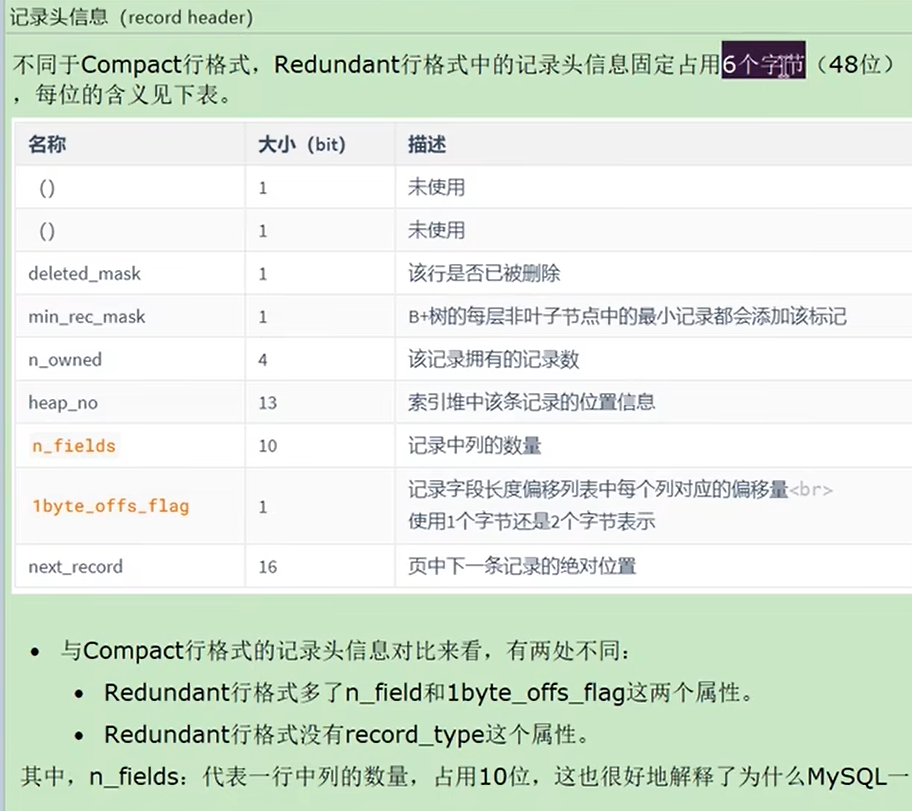 记录头信息（record header）
不同于Compact行格式，Redundant行格式中的记录头信息固定占用6个字节（48位）
，每位的含义见下表。
名称 大小（bit） 描述
() 1 未使用
() 1 未使用
deleted_mask 1 该行是否已被删除
min_rec_mask 1 B+树的每层非叶子节点中的最小记录都会添加该标记
n_owned 4 该记录拥有的记录数
heap_no 13 索引堆中该条记录的位置信息
n_fields 10 记录中列的数量
1byte_offs_flag 1 记录字段长度偏移列表中每个列对应的偏移量<br>
使用1个字节还是2个字节表示
next_record 16 页中下一条记录的绝对位置
• 与Compact行格式的记录头信息对比来看，有两处不同：
• Redundant行格式多了n_field和1byte_offs_flag这两个属性。
• Redundant行格式没有record_type这个属性。
其中，n_fields：代表一行中列的数量，占用10位，这也很好地解释了为什么MySQL一